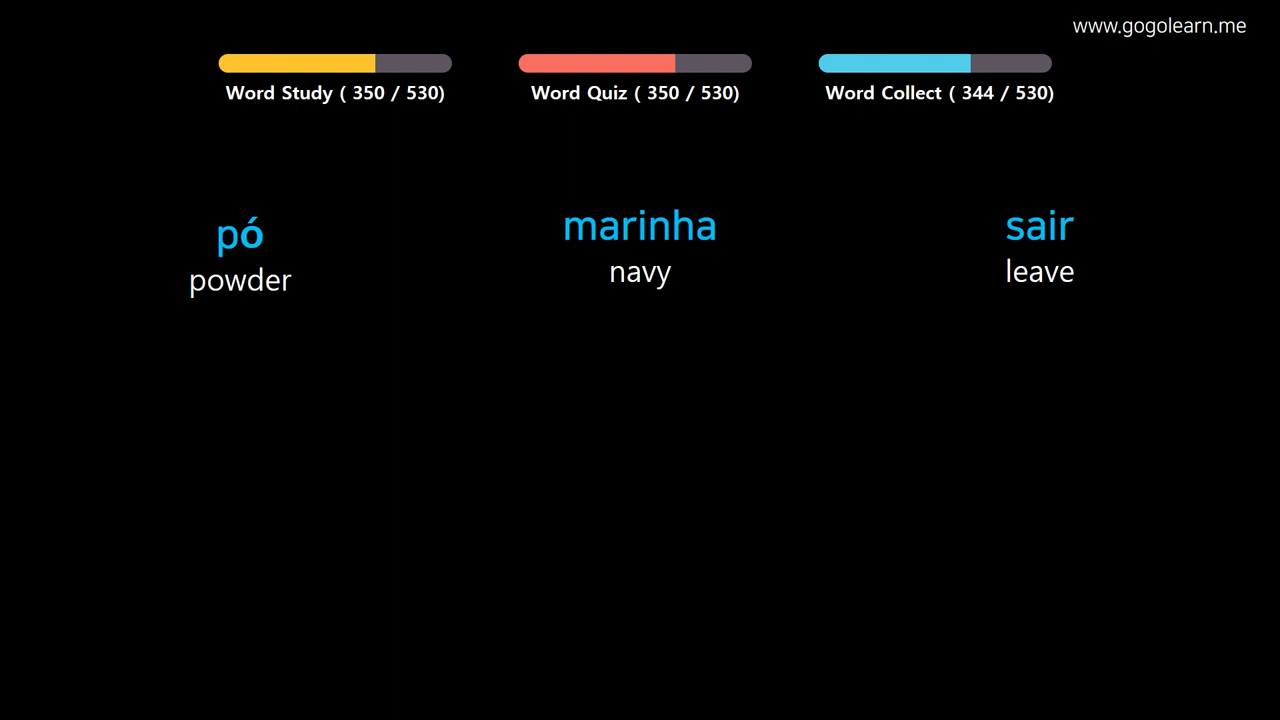 www.gogolearn.me
Word Study ( 350 / 530)
Word Quiz ( 350 / 530)
Word Collect ( 344 / 530)
pó
powder
marinha
navy
sair
leave